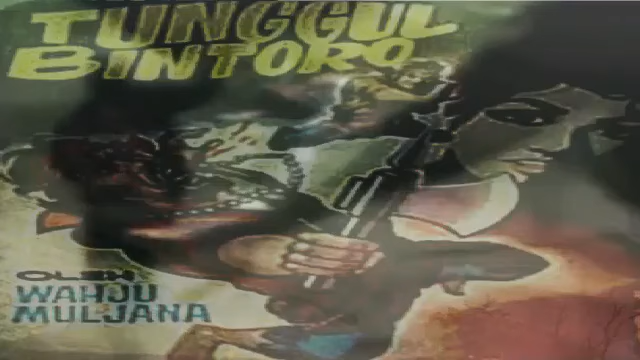 TUNGGUL
BINTORO
OLEH
WAHJU
MULJANA